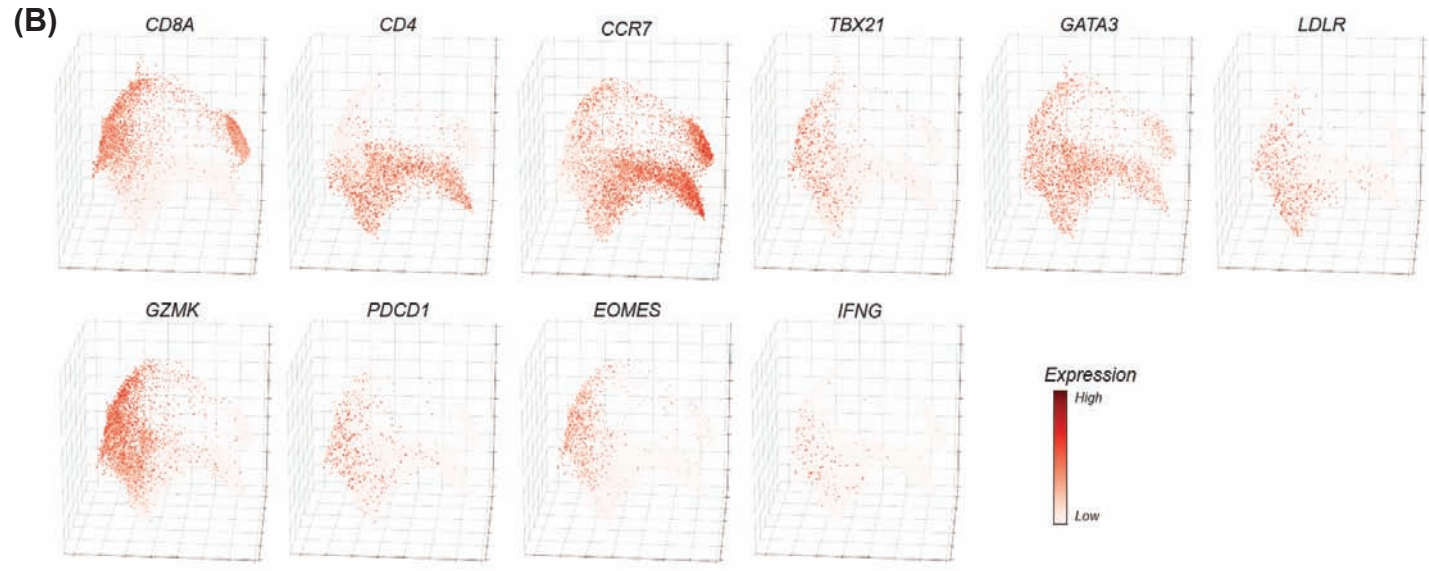 (B)
CD8A CD4 CCR7 TBX21 GATA3 LDLR
GZMK PDCD1 EOMES IFNG
Expression
High
Low